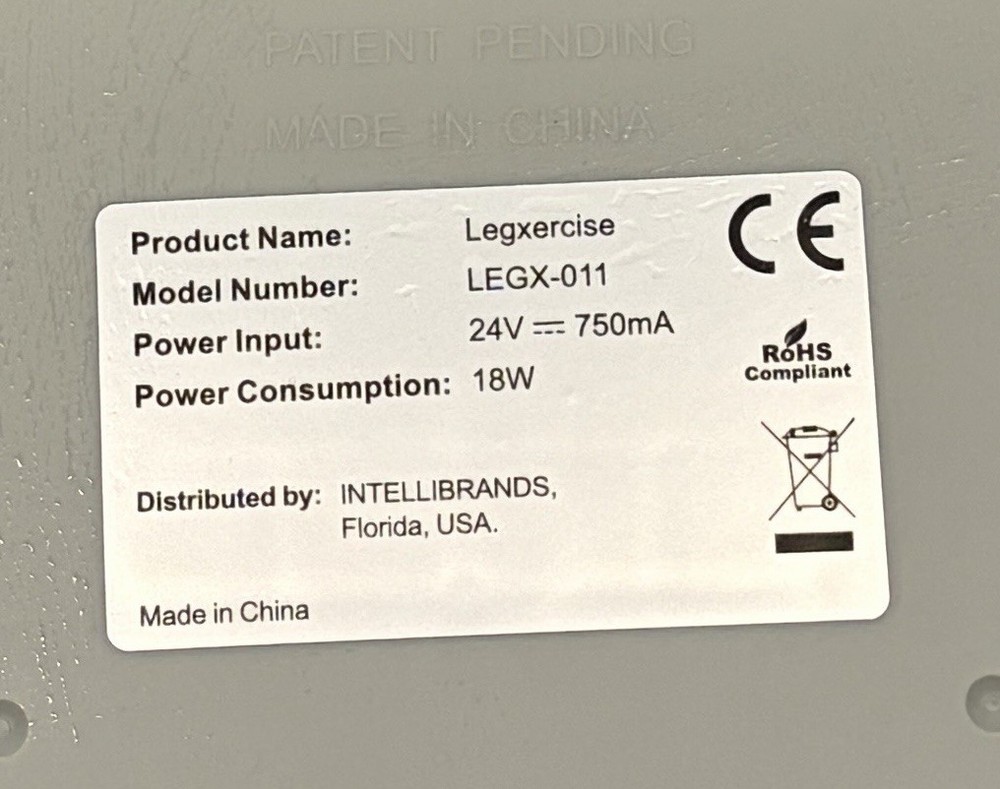 PATENT PENDING
MADE IN CHINA
Product Name: Legxercise
Model Number: LEGX-011
Power Input: 24V ⎓ 750mA
Power Consumption: 18W
Distributed by: INTELLIBRANDS,
Florida, USA.
Made in China
CE
RoHS
Compliant